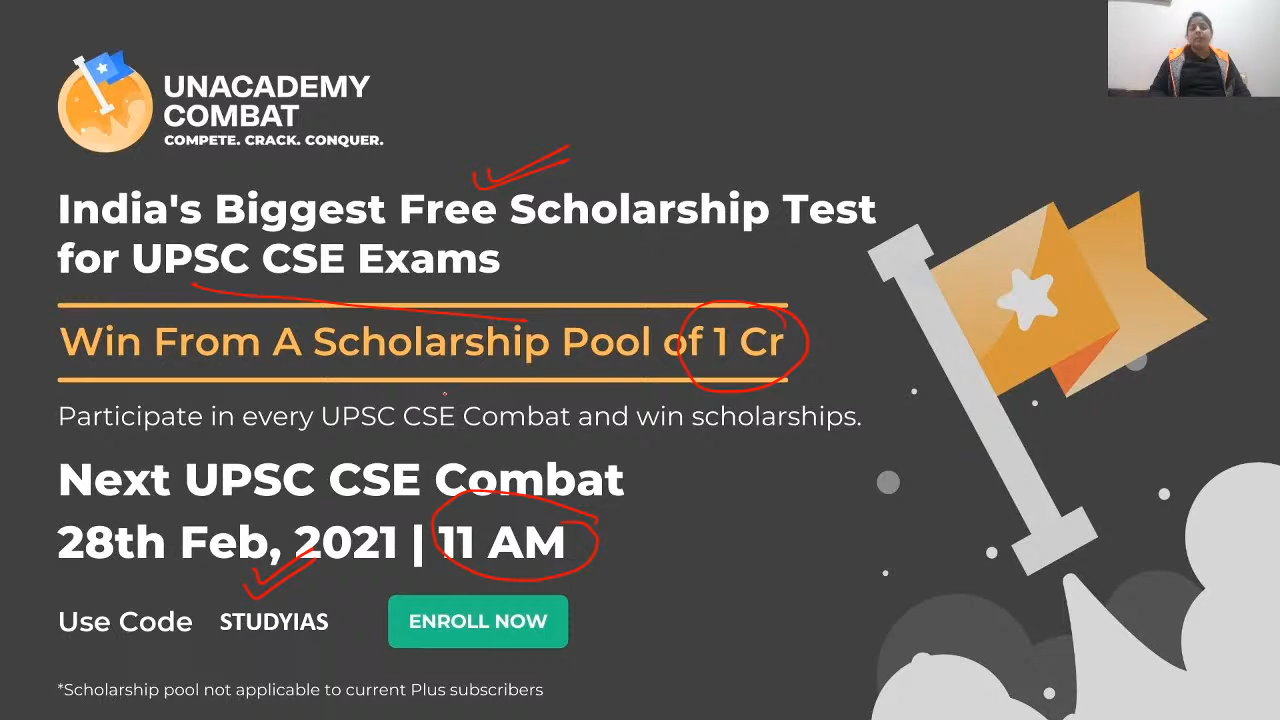 UNACADEMY
COMBAT
COMPETE. CRACK. CONQUER.
India's Biggest Free Scholarship Test
for UPSC CSE Exams
Win From A Scholarship Pool of 1 Cr
Participate in every UPSC CSE Combat and win scholarships.
Next UPSC CSE Combat
28th Feb, 2021 | 11 AM
Use Code STUDYIAS ENROLL NOW
*Scholarship pool not applicable to current Plus subscribers